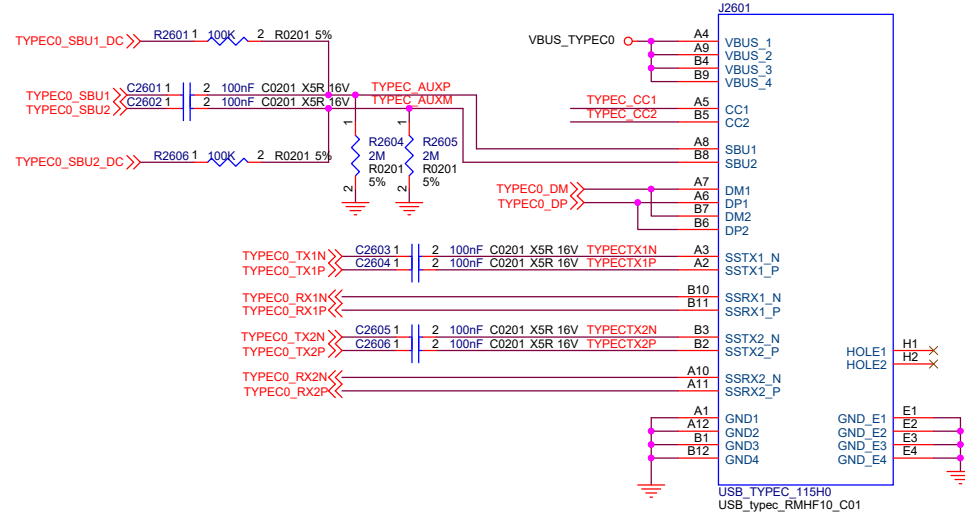 J2601
TYPEC0_SBU1_DC R2601 1 100K 2 R0201 5%
VBUS_TYPEC0 A4 VBUS_1
A9 VBUS_2
B4 VBUS_3
B9 VBUS_4
TYPEC0_SBU1 C2601 1 2 100nF C0201 X5R 16V TYPEC_AUXP
TYPEC0_SBU2 C2602 1 2 100nF C0201 X5R 16V TYPEC_AUXM
TYPEC_CC1 A5 CC1
TYPEC_CC2 B5 CC2
TYPEC0_SBU2_DC R2606 1 100K 2 R0201 5%
1 R2604 2M R0201 5% 2
1 R2605 2M R0201 5% 2
A8 SBU1
B8 SBU2
TYPEC0_DM A7 DM1
TYPEC0_DP A6 DP1
B7 DM2
B6 DP2
TYPEC0_TX1N C2603 1 2 100nF C0201 X5R 16V TYPECTX1N A3 SSTX1_N
TYPEC0_TX1P C2604 1 2 100nF C0201 X5R 16V TYPECTX1P A2 SSTX1_P
TYPEC0_RX1N B10 SSRX1_N
TYPEC0_RX1P B11 SSRX1_P
TYPEC0_TX2N C2605 1 2 100nF C0201 X5R 16V TYPECTX2N B3 SSTX2_N
TYPEC0_TX2P C2606 1 2 100nF C0201 X5R 16V TYPECTX2P B2 SSTX2_P
HOLE1 H1
HOLE2 H2
TYPEC0_RX2N A10 SSRX2_N
TYPEC0_RX2P A11 SSRX2_P
A1 GND1 GND_E1 E1
A12 GND2 GND_E2 E2
B1 GND3 GND_E3 E3
B12 GND4 GND_E4 E4
USB_TYPEC_115H0
USB_typec_RMHF10_C01